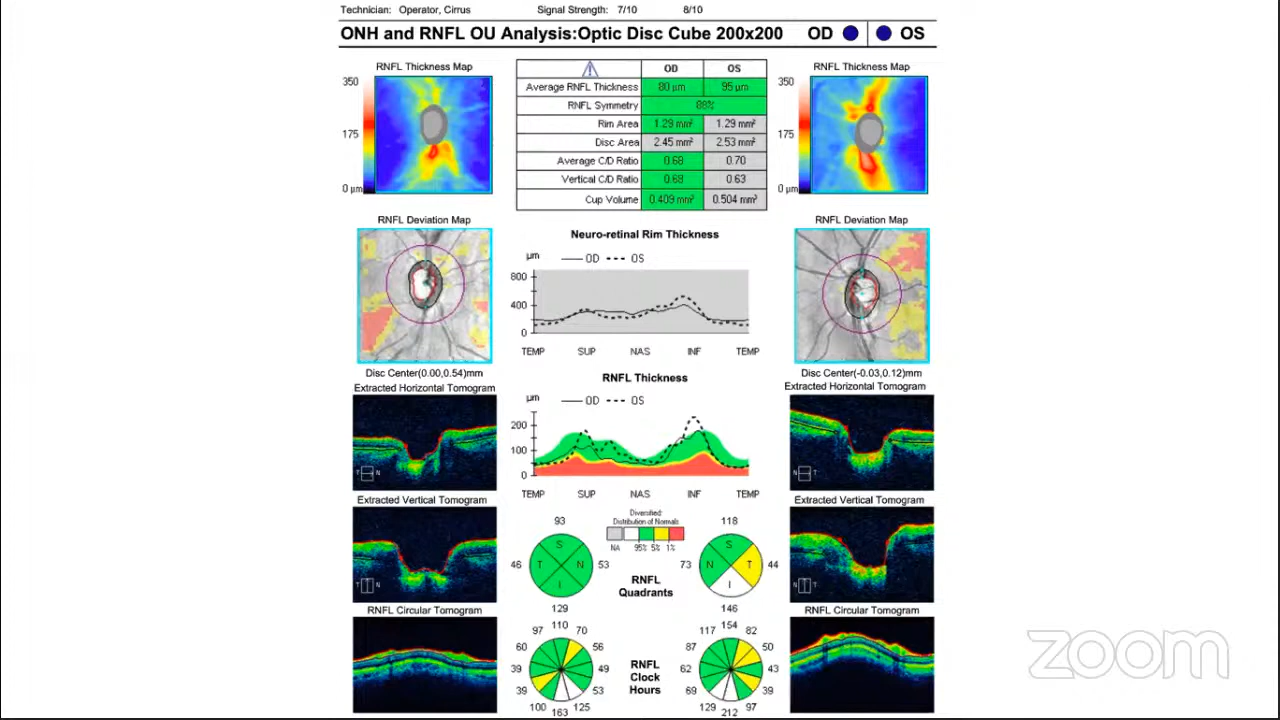 Technician: Operator, Cirrus Signal Strength: 7/10 8/10
ONH and RNFL OU Analysis:Optic Disc Cube 200x200 OD OS
RNFL Thickness Map
350
175
0 µm
OD OS
Average RNFL Thickness 80 µm 95 µm
RNFL Symmetry 88%
Rim Area 1.29 mm² 1.29 mm²
Disc Area 2.45 mm² 2.53 mm²
Average C/D Ratio 0.68 0.70
Vertical C/D Ratio 0.68 0.63
Cup Volume 0.409 mm³ 0.504 mm³
RNFL Thickness Map
350
175
0 µm
RNFL Deviation Map
Disc Center(0.00,0.54)mm
Neuro-retinal Rim Thickness
µm OD OS
800
400
0
TEMP SUP NAS INF TEMP
RNFL Deviation Map
Disc Center(-0.03,0.12)mm
Extracted Horizontal Tomogram
T N
RNFL Thickness
µm OD OS
200
100
0
TEMP SUP NAS INF TEMP
Extracted Horizontal Tomogram
N T
Extracted Vertical Tomogram
T N
93
46 S T N I 53
129
Diversified:
Distribution of Normals
NA 95% 5% 1%
RNFL
Quadrants
118
73 S N T I 44
146
Extracted Vertical Tomogram
N T
RNFL Circular Tomogram
110
97 70
60 56
39 49
39 53
100 125
163
RNFL
Clock
Hours
154
117 82
87 50
62 43
69 39
129 97
212
RNFL Circular Tomogram
zoom